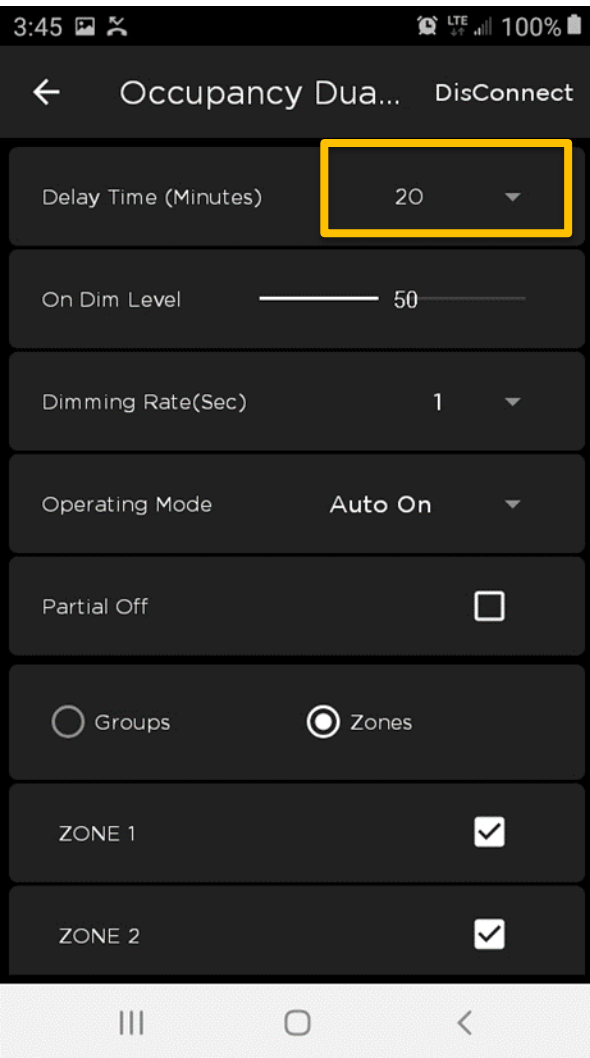 3:45 LTE 100%
Occupancy Dua... DisConnect
Delay Time (Minutes) 20
On Dim Level 50
Dimming Rate(Sec) 1
Operating Mode Auto On
Partial Off
Groups Zones
ZONE 1
ZONE 2